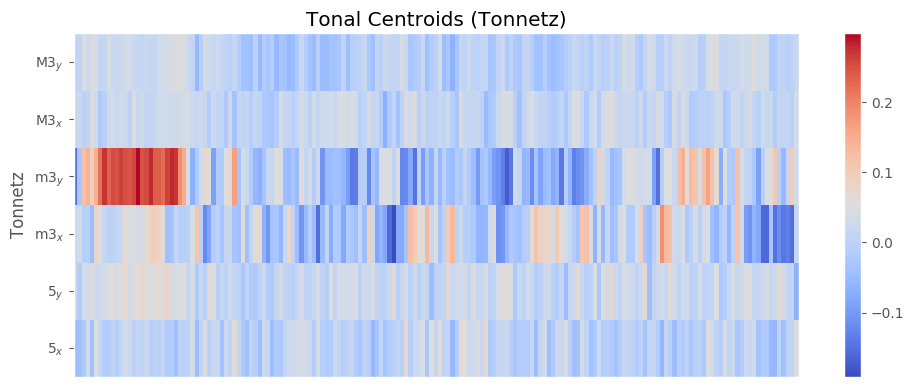 Tonal Centroids (Tonnetz)
Tonnetz
M3y
M3x
m3y
m3x
5y
5x
0.2
0.1
0.0
−0.1